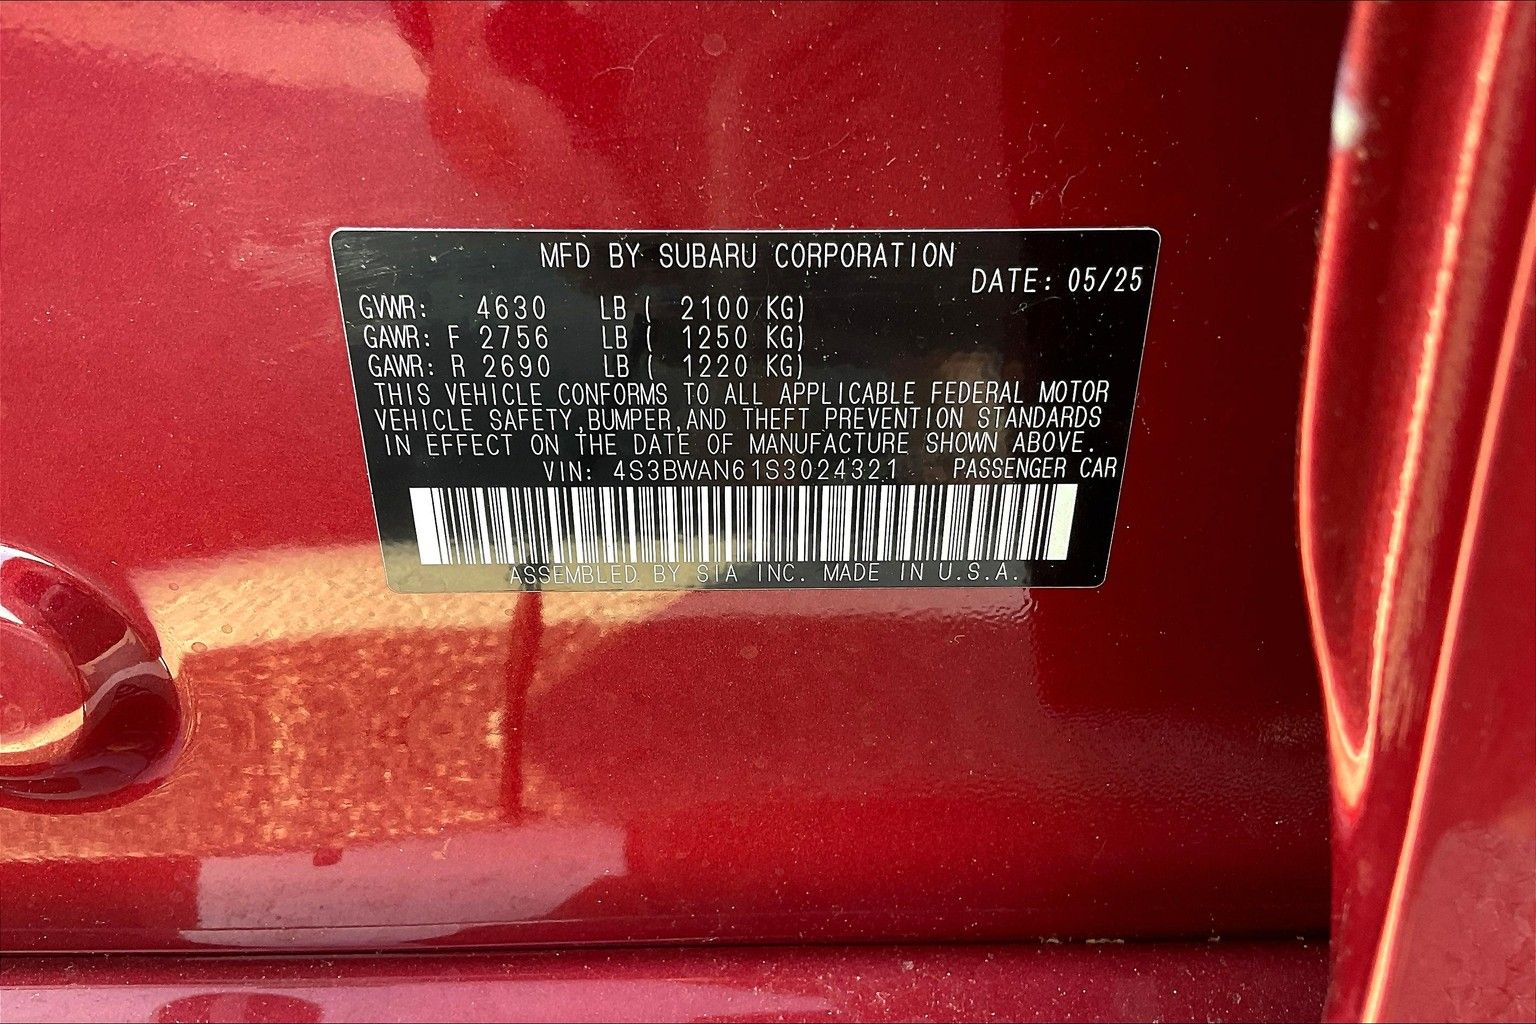 MFD BY SUBARU CORPORATION
DATE: 05/25
GVWR: 4630 LB ( 2100 KG)
GAWR: F 2756 LB ( 1250 KG)
GAWR: R 2690 LB ( 1220 KG)
THIS VEHICLE CONFORMS TO ALL APPLICABLE FEDERAL MOTOR
VEHICLE SAFETY,BUMPER,AND THEFT PREVENTION STANDARDS
IN EFFECT ON THE DATE OF MANUFACTURE SHOWN ABOVE.
VIN: 4S3BWAN61S3024321 PASSENGER CAR
ASSEMBLED BY SIA INC. MADE IN U.S.A.